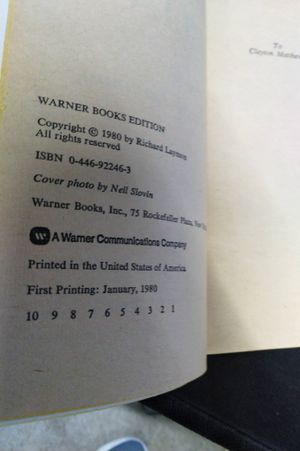 WARNER BOOKS EDITION
Copyright © 1980 by Richard Laymon
All rights reserved
ISBN 0-446-92246-3
Cover photo by Neil Slovin
Warner Books, Inc., 75 Rockefeller Plaza, New
A Warner Communications Company
Printed in the United States of America
First Printing: January, 1980
10 9 8 7 6 5 4 3 2 1
To
Clayton